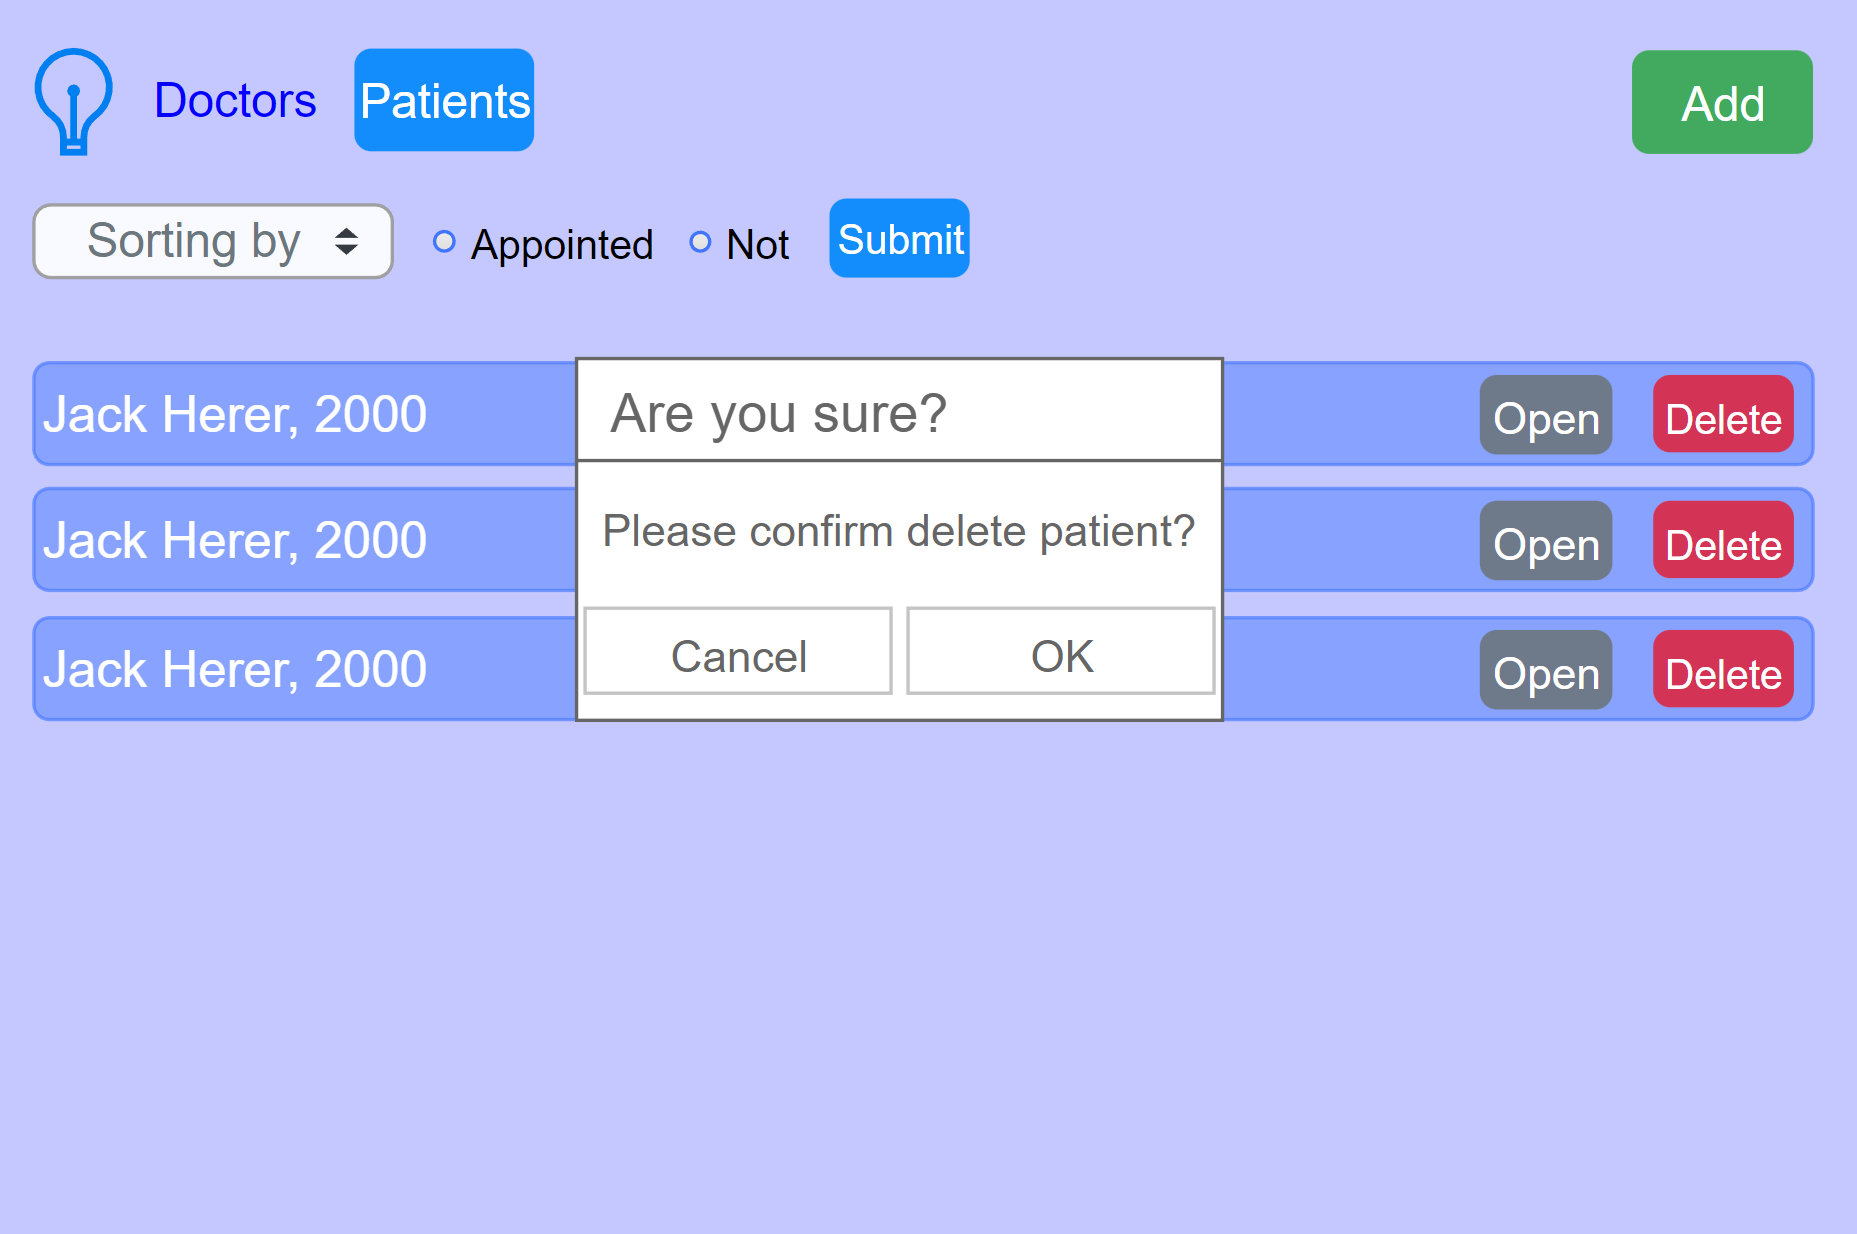 Doctors Patients Add
Sorting by Appointed Not Submit
Jack Herer, 2000 Are you sure? Open Delete
Jack Herer, 2000 Please confirm delete patient? Open Delete
Jack Herer, 2000 Cancel OK Open Delete